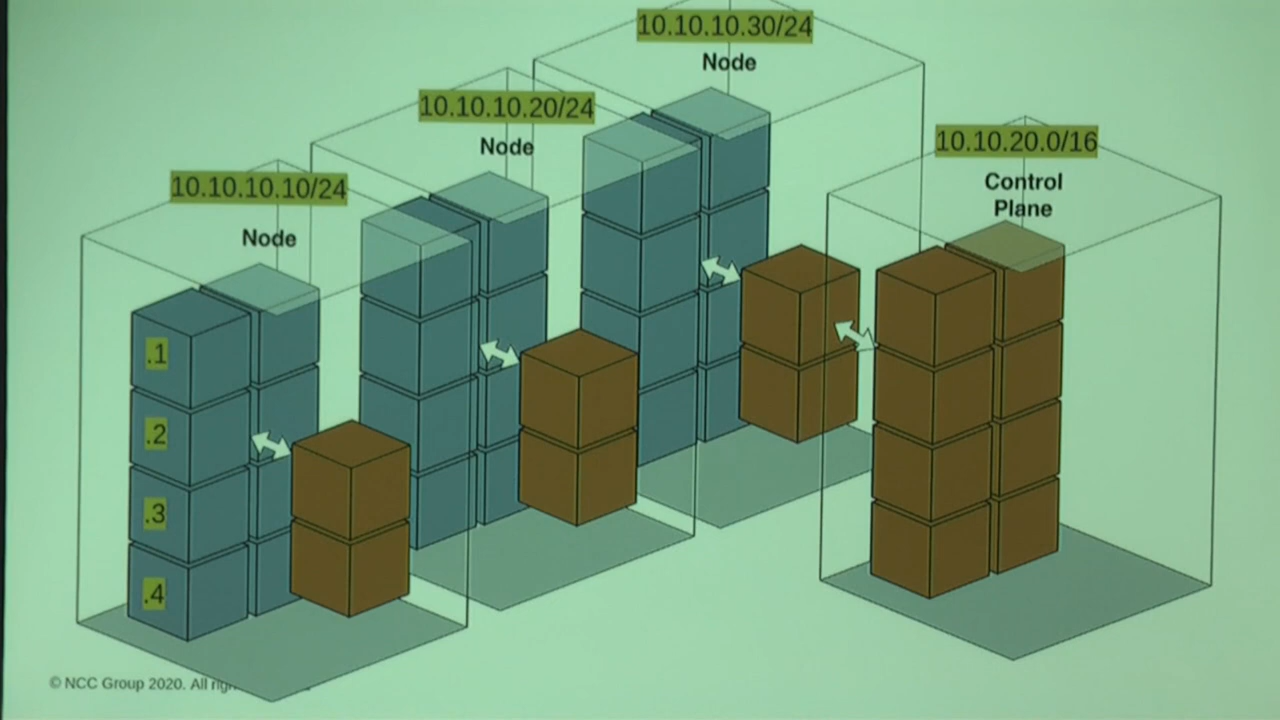 10.10.10.30/24
Node
10.10.10.20/24
Node
10.10.20.0/16
Control
Plane
10.10.10.10/24
Node
.1
.2
.3
.4
© NCC Group 2020. All